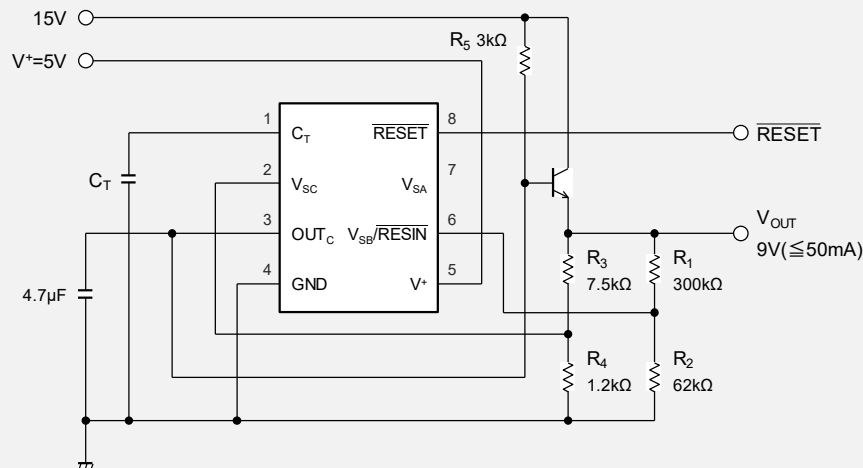 15V
V⁺=5V
R₅ 3kΩ
1
C_T
RESET
8
RESET
C_T
2
V_SC
V_SA
7
3
OUT_C
V_SB/RESIN
6
V_OUT
9V(≦50mA)
R₃
7.5kΩ
R₁
300kΩ
4
GND
V⁺
5
4.7µF
R₄
1.2kΩ
R₂
62kΩ